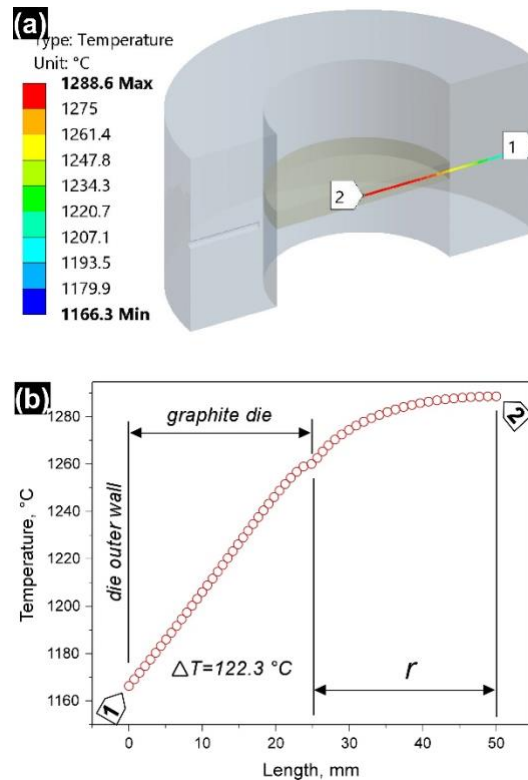 (a)
Type: Temperature
Unit: °C
1288.6 Max
1275
1261.4
1247.8
1234.3
1220.7
1207.1
1193.5
1179.9
1166.3 Min
1
2
(b)
1280
1260
1240
1220
1200
1180
1160
Temperature, °C
graphite die
die outer wall
ΔT=122.3 °C
r
1
2
0 10 20 30 40 50
Length, mm